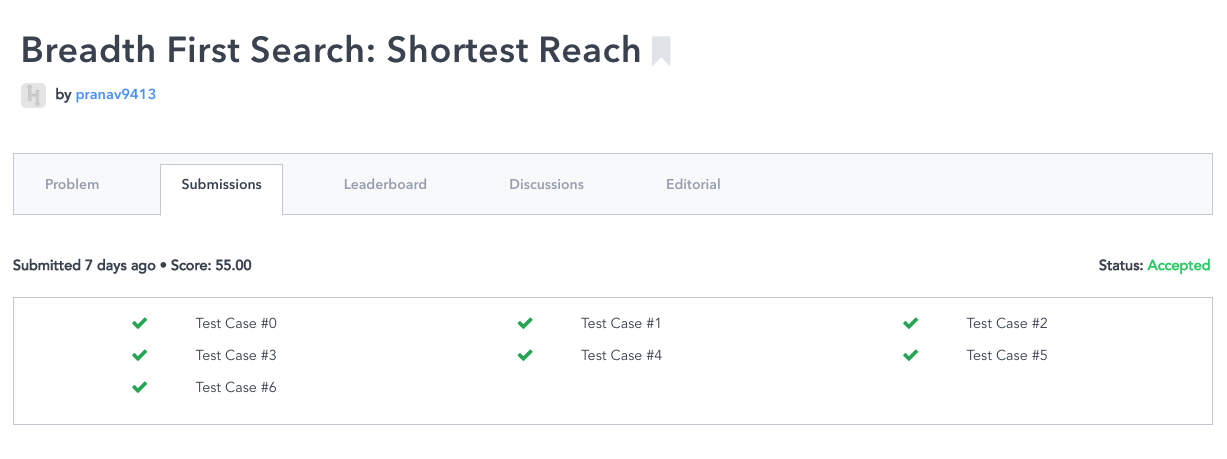 Breadth First Search: Shortest Reach
by pranav9413
Problem Submissions Leaderboard Discussions Editorial
Submitted 7 days ago • Score: 55.00 Status: Accepted
Test Case #0 Test Case #1 Test Case #2
Test Case #3 Test Case #4 Test Case #5
Test Case #6